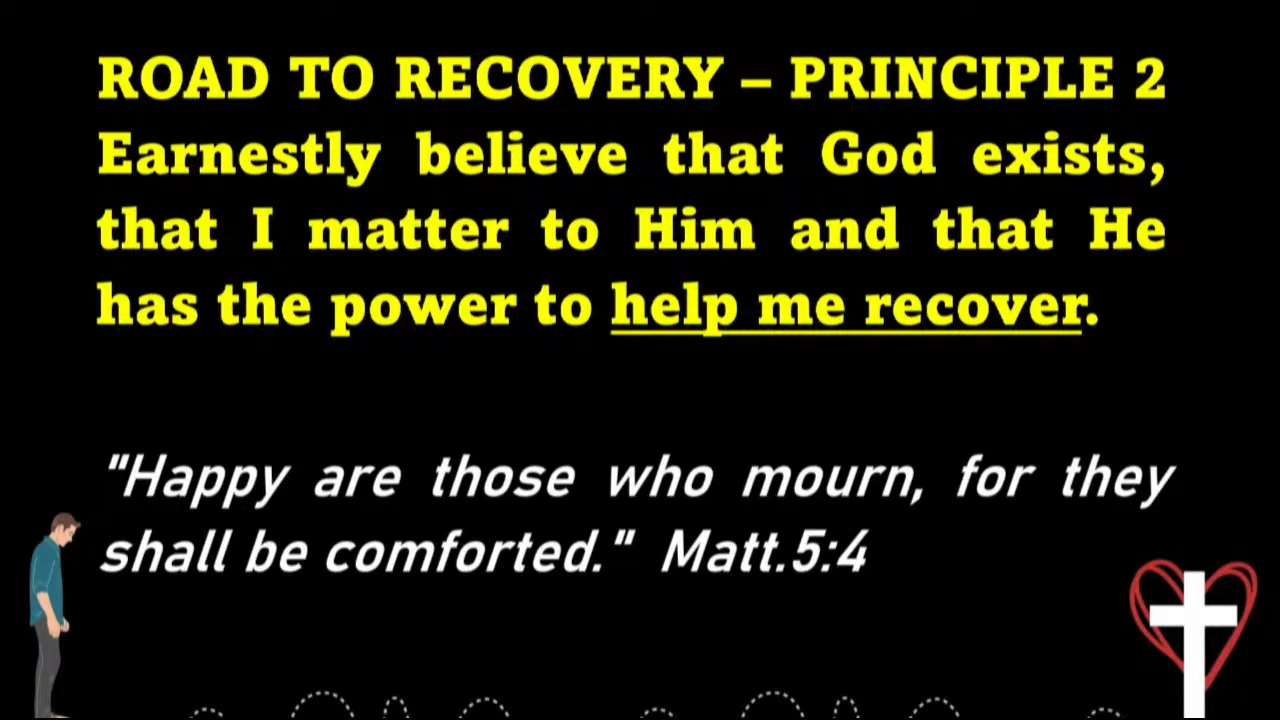 ROAD TO RECOVERY – PRINCIPLE 2
Earnestly believe that God exists,
that I matter to Him and that He
has the power to help me recover.
"Happy are those who mourn, for they
shall be comforted." Matt.5:4